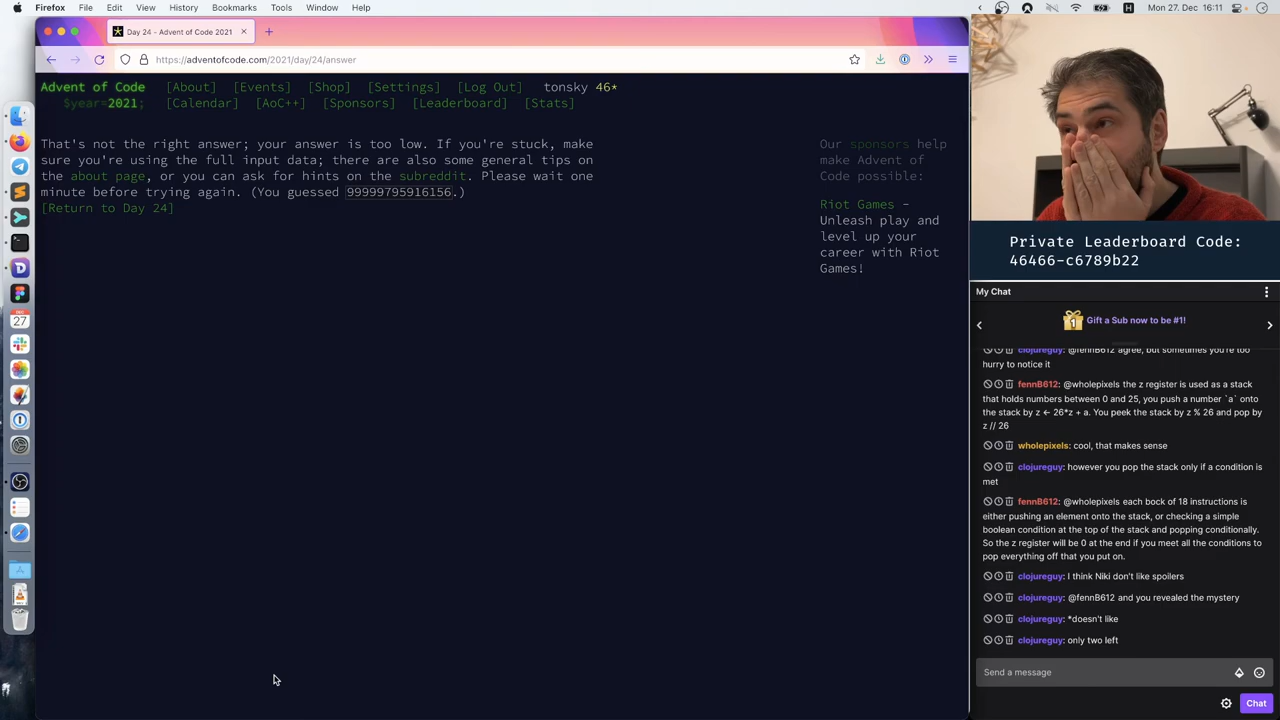 Firefox File Edit View History Bookmarks Tools Window Help
Mon 27. Dec 16:11
Day 24 - Advent of Code 2021
https://adventofcode.com/2021/day/24/answer
Advent of Code [About] [Events] [Shop] [Settings] [Log Out] tonsky 46*
$year=2021; [Calendar] [AoC++] [Sponsors] [Leaderboard] [Stats]
That's not the right answer; your answer is too low. If you're stuck, make
sure you're using the full input data; there are also some general tips on
the about page, or you can ask for hints on the subreddit. Please wait one
minute before trying again. (You guessed 99999795916156.)
[Return to Day 24]
Our sponsors help
make Advent of
Code possible:
Riot Games -
Unleash play and
level up your
career with Riot
Games!
Private Leaderboard Code:
46466-c6789b22
My Chat
Gift a Sub now to be #1!
clojureguy: @fennB612 agree, but sometimes you're too
hurry to notice it
fennB612: @wholepixels the z register is used as a stack
that holds numbers between 0 and 25, you push a number `a` onto
the stack by z <- 26*z + a. You peek the stack by z % 26 and pop by
z // 26
wholepixels: cool, that makes sense
clojureguy: however you pop the stack only if a condition is
met
fennB612: @wholepixels each bock of 18 instructions is
either pushing an element onto the stack, or checking a simple
boolean condition at the top of the stack and popping conditionally.
So the z register will be 0 at the end if you meet all the conditions to
pop everything off that you put on.
clojureguy: I think Niki don't like spoilers
clojureguy: @fennB612 and you revealed the mystery
clojureguy: *doesn't like
clojureguy: only two left
Send a message
Chat